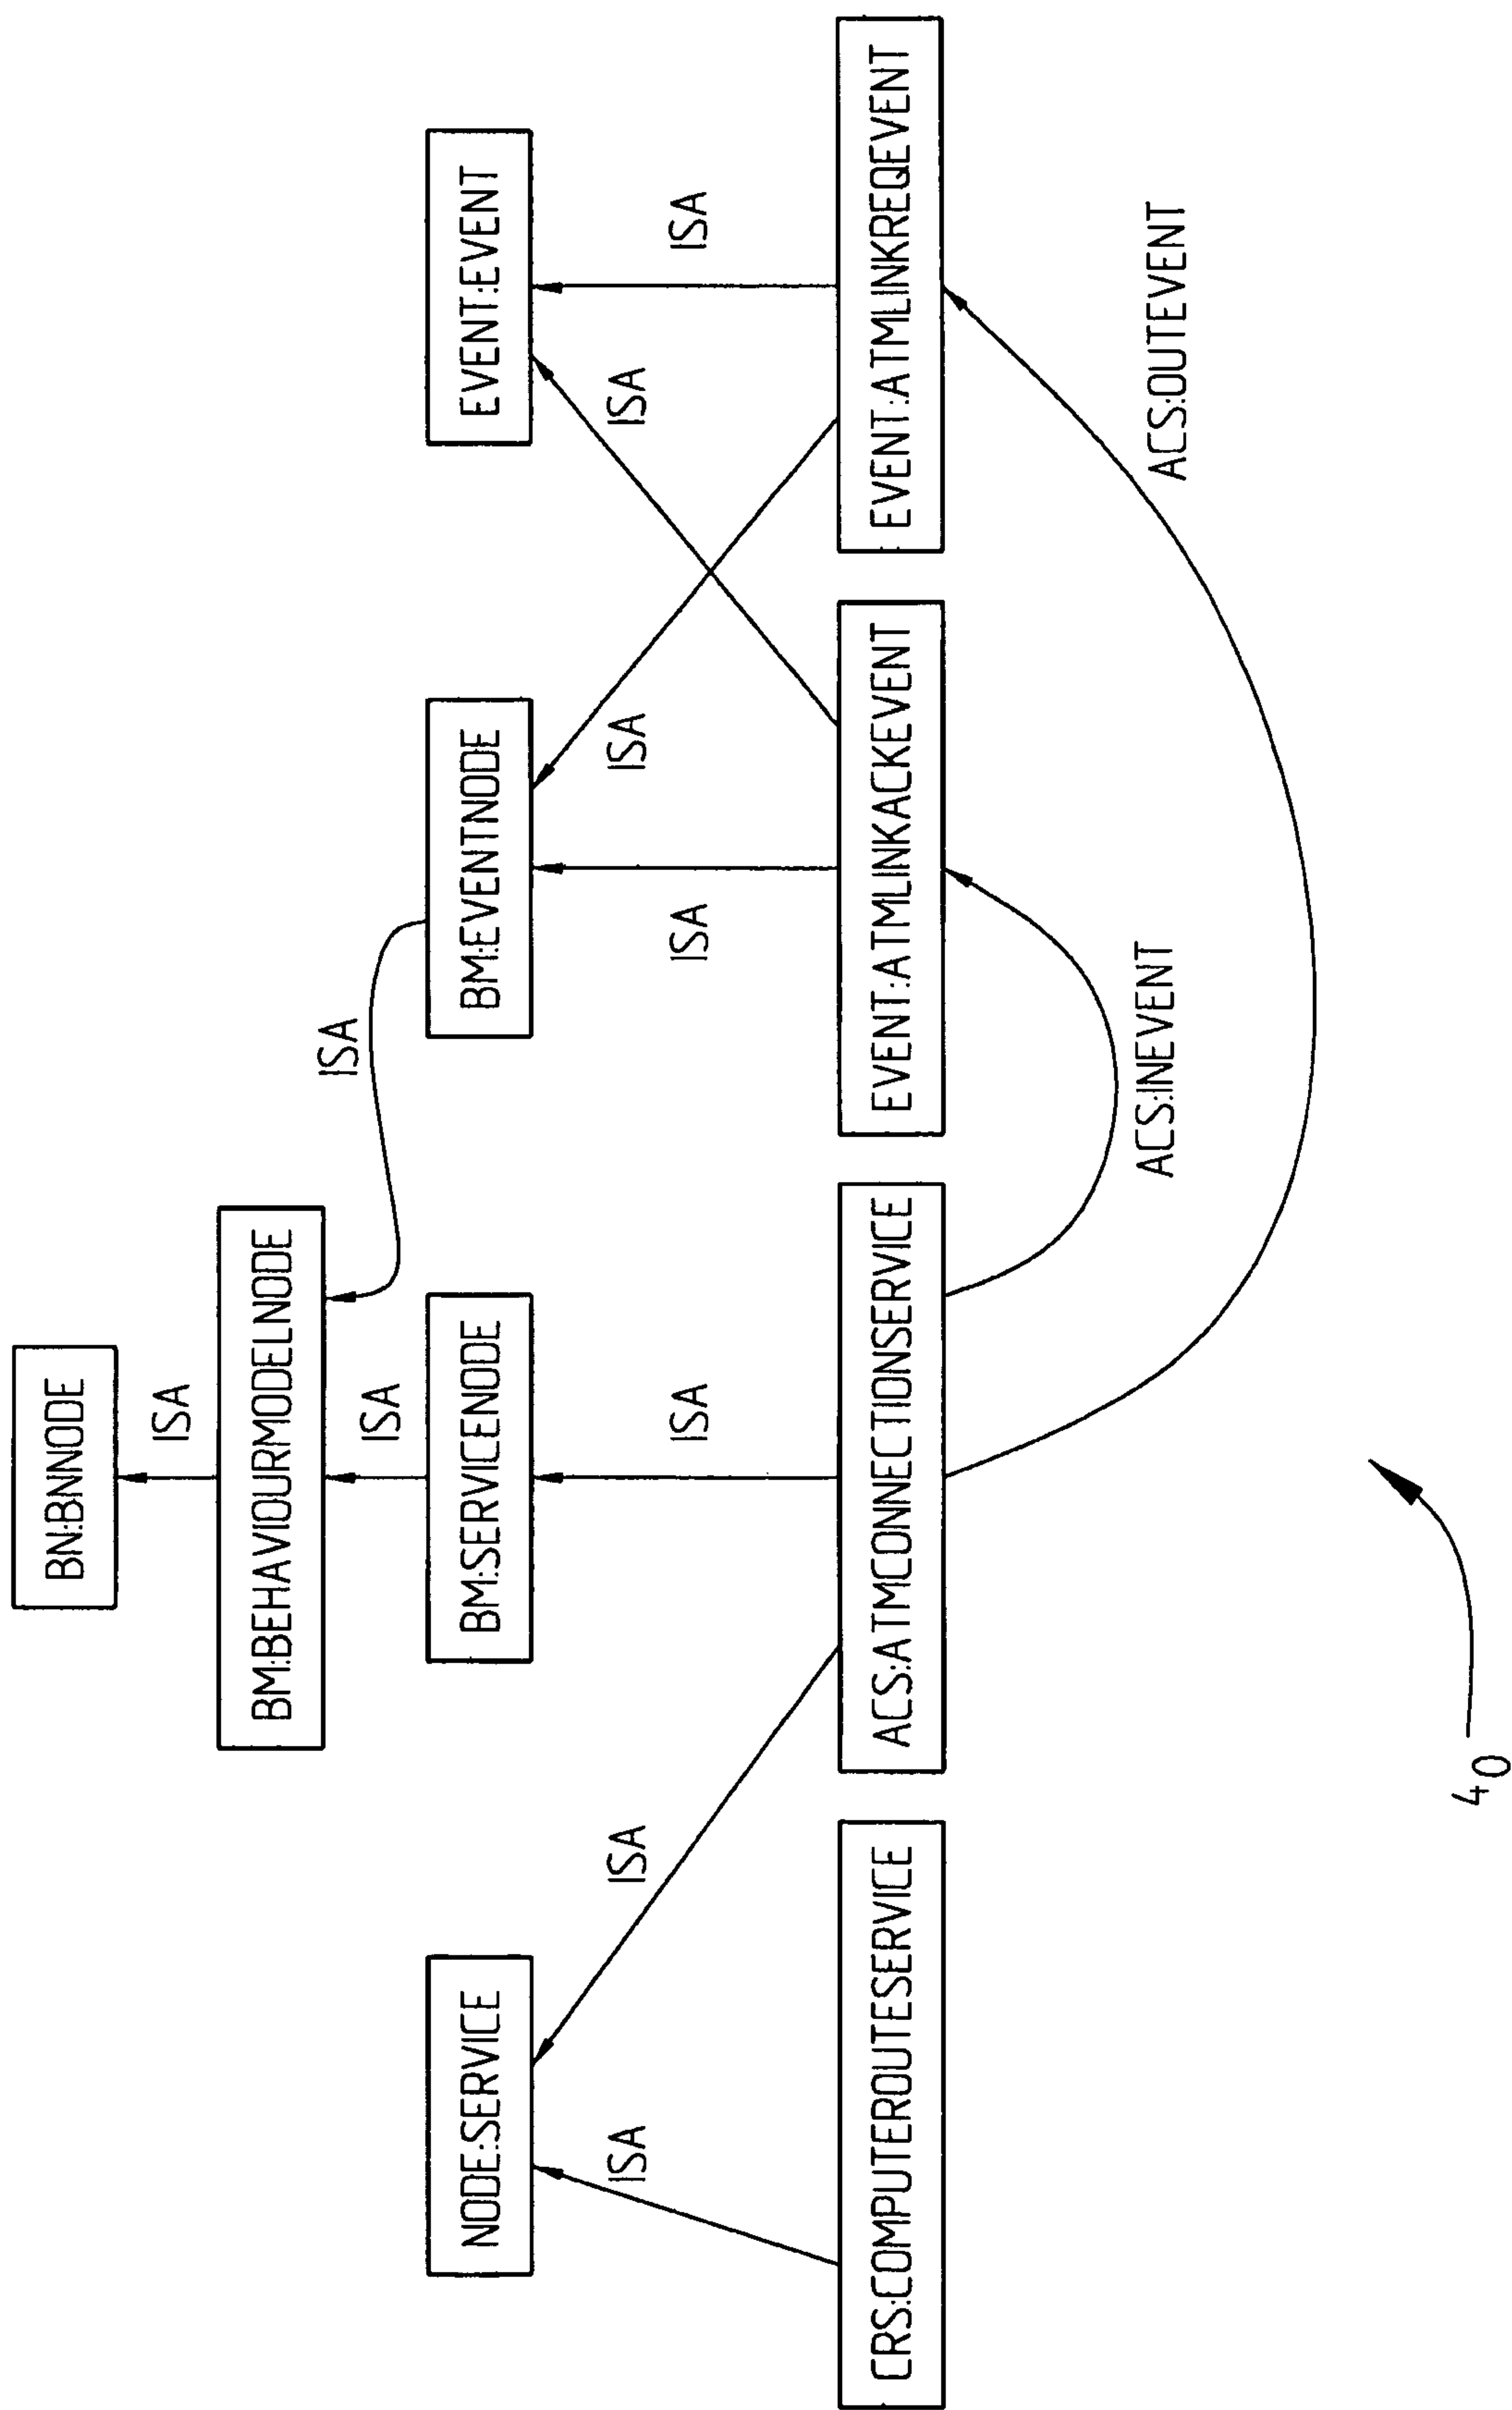 BN:BNNODE
ISA
BM:BEHAVIOURMODELNODE
ISA
ISA
NODE:SERVICE
BM:SERVICENODE
BM:EVENTNODE
EVENT:EVENT
ISA
ISA
ISA
ISA
ISA
ISA
ISA
CRS:COMPUTEROUTESERVICE
ACS:ATMCONNECTIONSERVICE
EVENT:ATMLINKACKEVENT
EVENT:ATMLINKREQEVENT
ACS:INEVENT
ACS:OUTEVENT
40